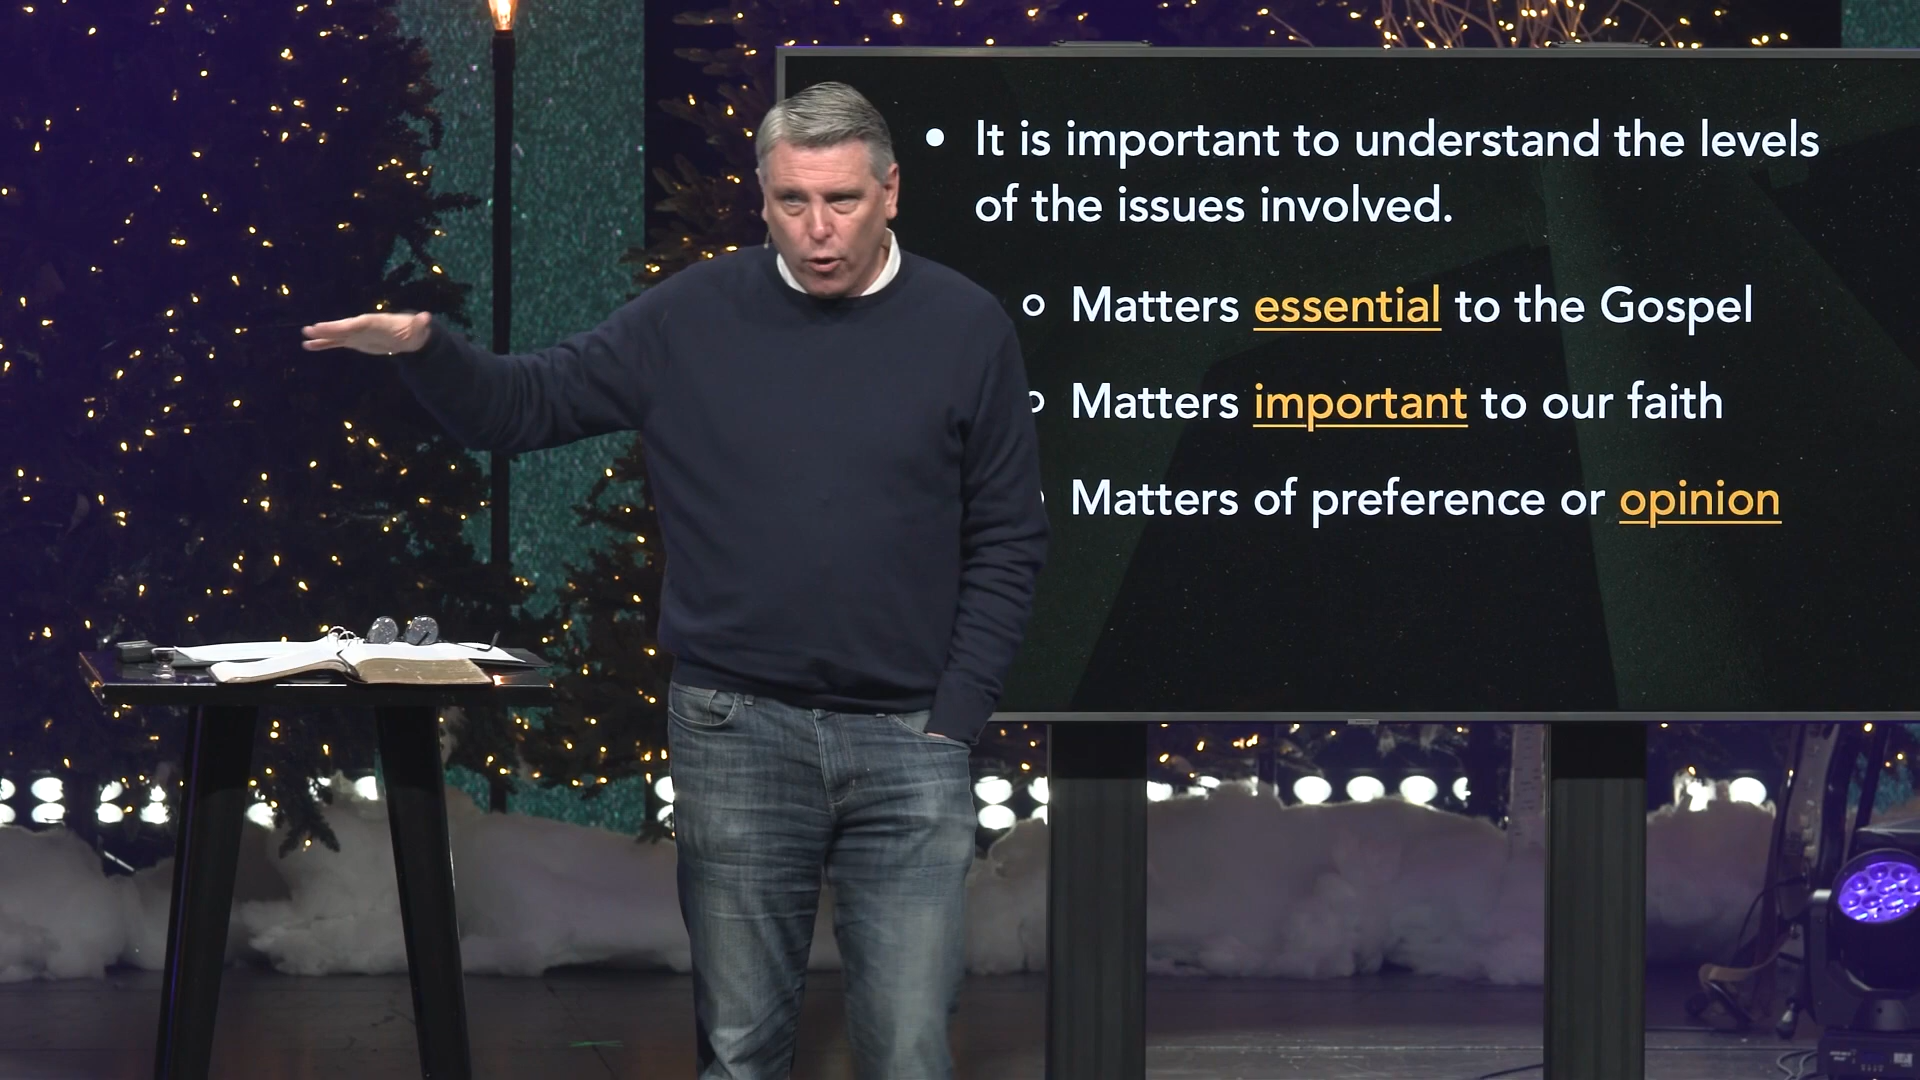 • It is important to understand the levels
of the issues involved.
Matters essential to the Gospel
Matters important to our faith
Matters of preference or opinion